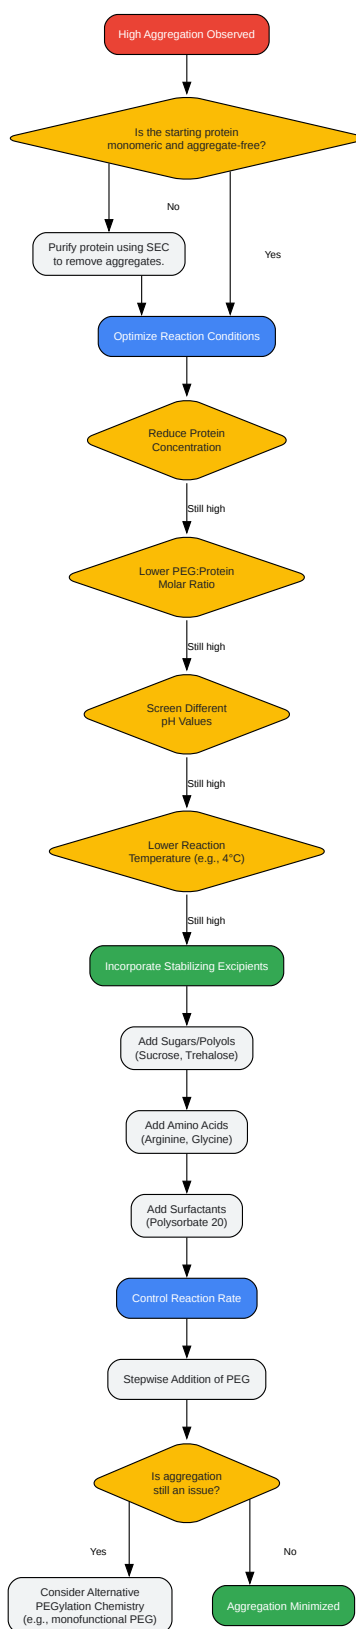 High Aggregation Observed
Is the starting protein
monomeric and aggregate-free?
No
Purify protein using SEC
to remove aggregates.
Yes
Optimize Reaction Conditions
Reduce Protein
Concentration
Still high
Lower PEG:Protein
Molar Ratio
Still high
Screen Different
pH Values
Still high
Lower Reaction
Temperature (e.g., 4°C)
Still high
Incorporate Stabilizing Excipients
Add Sugars/Polyols
(Sucrose, Trehalose)
Add Amino Acids
(Arginine, Glycine)
Add Surfactants
(Polysorbate 20)
Control Reaction Rate
Stepwise Addition of PEG
Is aggregation
still an issue?
Yes
No
Consider Alternative
PEGylation Chemistry
(e.g., monofunctional PEG)
Aggregation Minimized